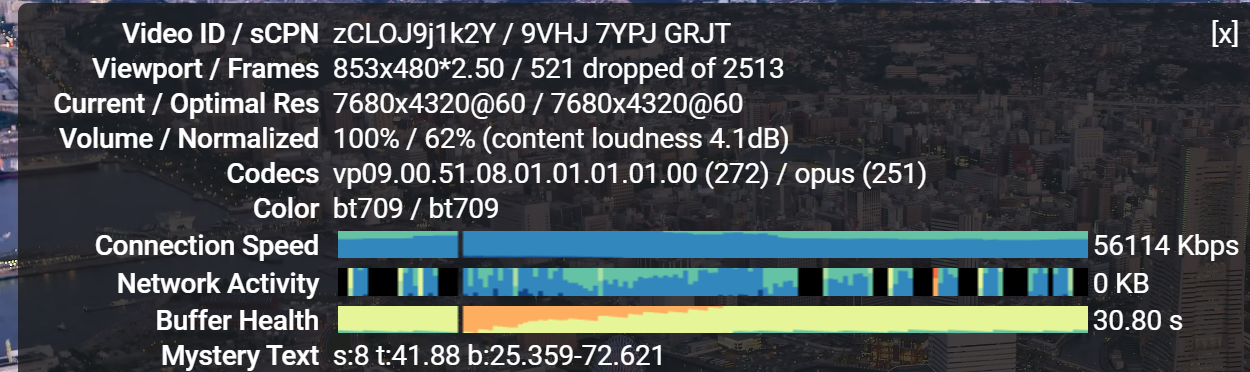 Video ID / sCPN zCLOJ9j1k2Y / 9VHJ 7YPJ GRJT [x]
Viewport / Frames 853x480*2.50 / 521 dropped of 2513
Current / Optimal Res 7680x4320@60 / 7680x4320@60
Volume / Normalized 100% / 62% (content loudness 4.1dB)
Codecs vp09.00.51.08.01.01.01.01.00 (272) / opus (251)
Color bt709 / bt709
Connection Speed 56114 Kbps
Network Activity 0 KB
Buffer Health 30.80 s
Mystery Text s:8 t:41.88 b:25.359-72.621